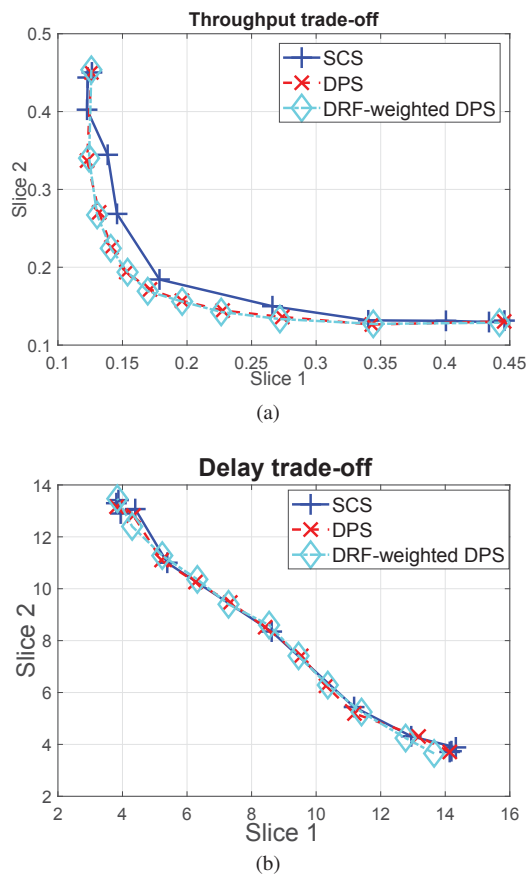 Throughput trade-off
0.5
0.4
0.3
0.2
0.1
Slice 2
SCS
DPS
DRF-weighted DPS
0.1 0.15 0.2 0.25 0.3 0.35 0.4 0.45
Slice 1
(a)
Delay trade-off
14
12
10
8
6
4
2
Slice 2
SCS
DPS
DRF-weighted DPS
2 4 6 8 10 12 14 16
Slice 1
(b)